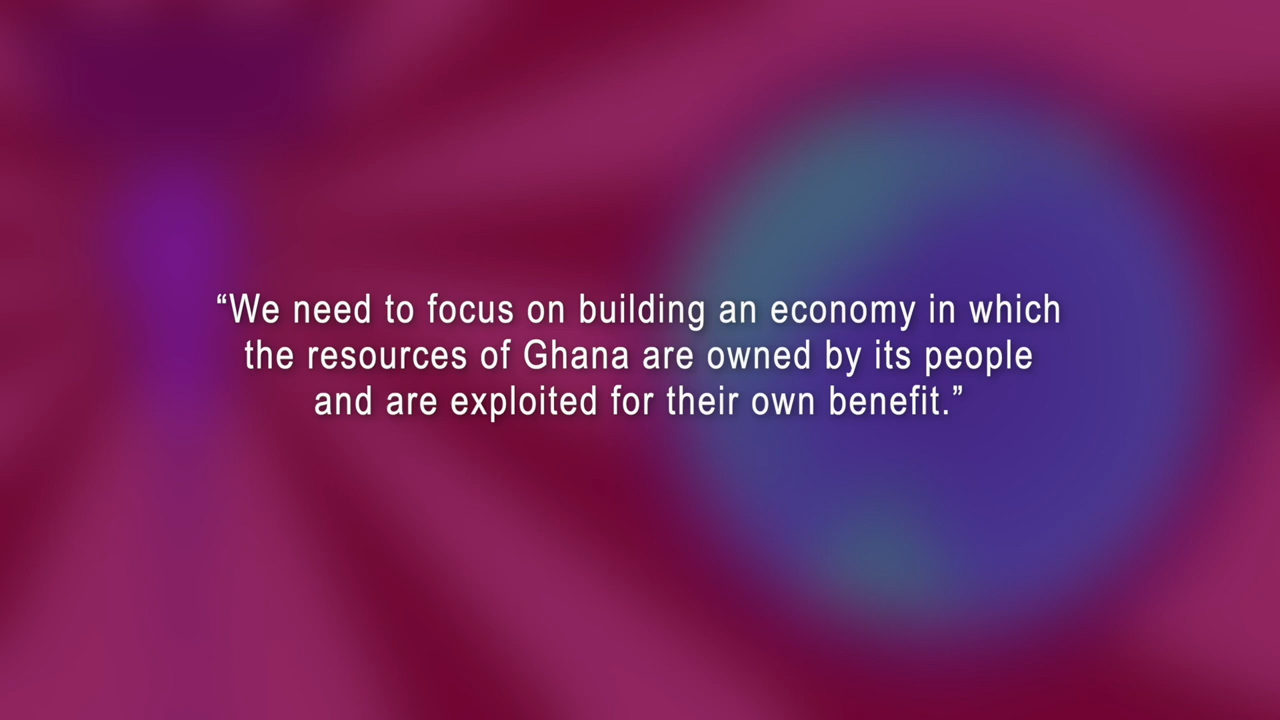 “We need to focus on building an economy in which
the resources of Ghana are owned by its people
and are exploited for their own benefit.”